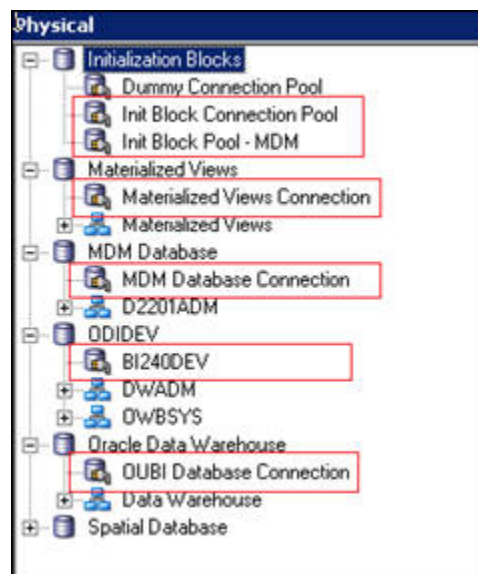 Physical
Initialization Blocks
Dummy Connection Pool
Init Block Connection Pool
Init Block Pool - MDM
Materialized Views
Materialized Views Connection
Materialized Views
MDM Database
MDM Database Connection
D2201ADM
ODIDEV
BI240DEV
DWADM
OWBSYS
Oracle Data Warehouse
OUBI Database Connection
Data Warehouse
Spatial Database